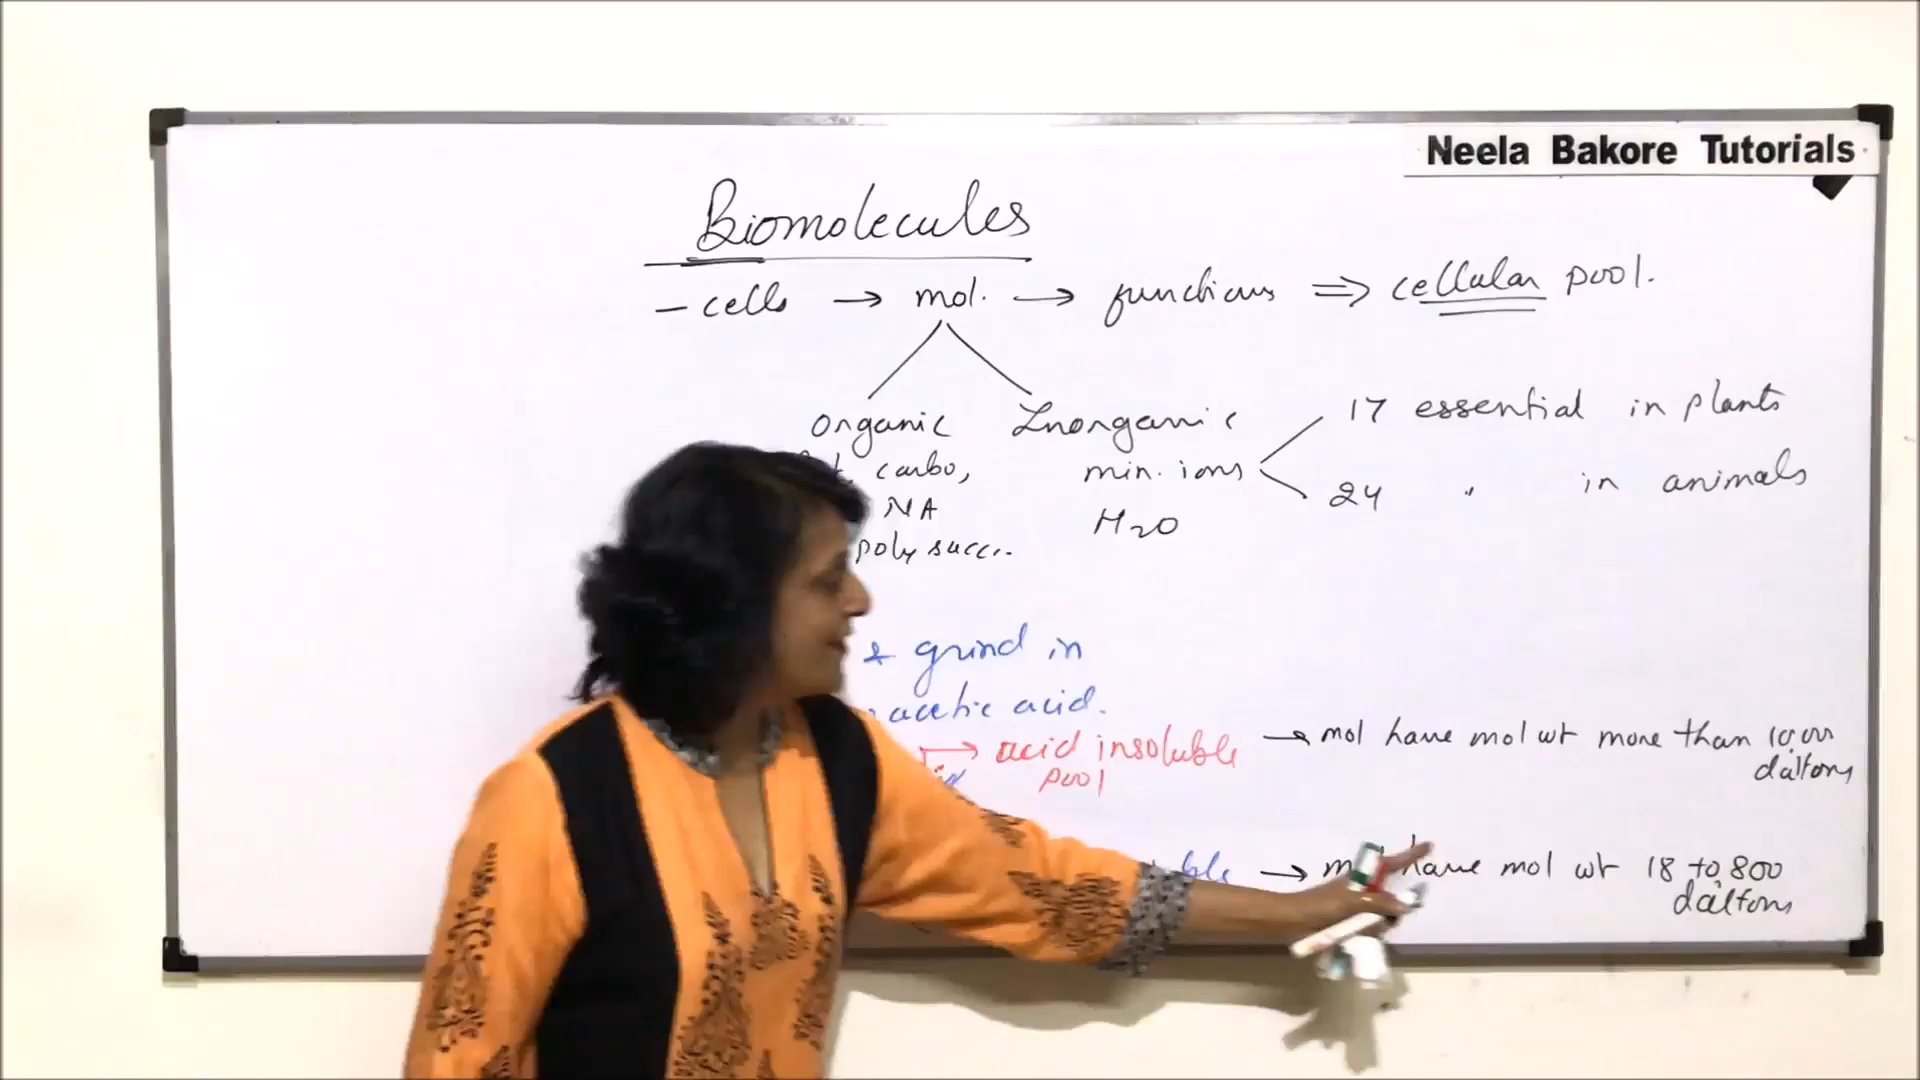 Neela Bakore Tutorials
Biomolecules
– cells → mol. → functions ⇒ cellular pool.
Organic Inorganic
17 essential in plants
carbo, min. ions
24 " in animals
NA H2O
poly sacc.
& grind in
acetic acid.
→ acid insoluble → mol have mol wt more than
pool daltons
ble → have mol wt 18 to 800
daltons